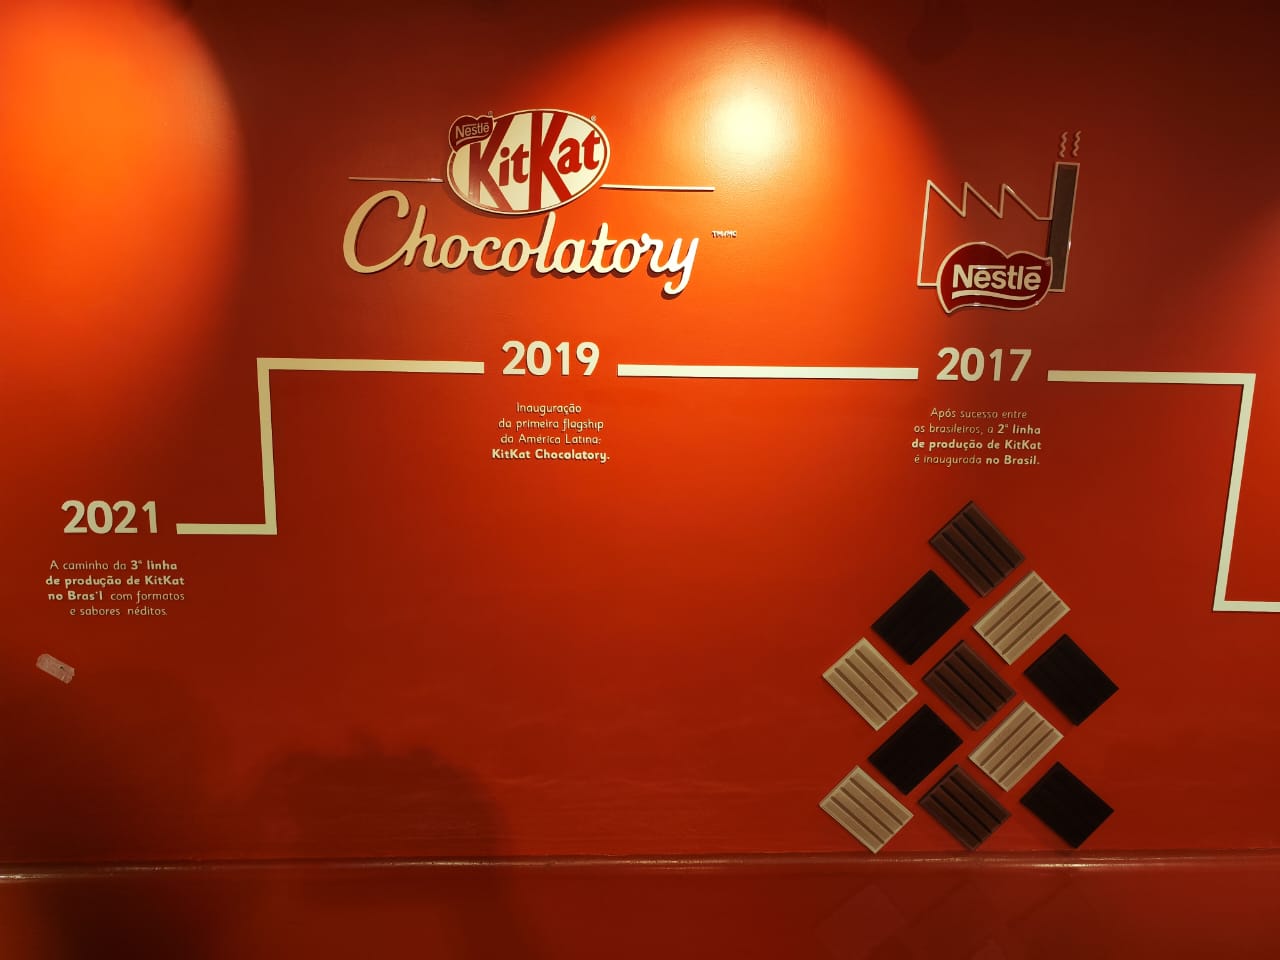 Nestlé
KitKat®
Chocolatory
Nestlé
2019
Inauguração
da primeira flagship
da América Latina:
KitKat Chocolatory.
2017
Após sucesso entre
os brasileiros, a 2ª linha
de produção de KitKat
é inaugurada no Brasil.
2021
A caminho da 3ª linha
de produção de KitKat
no Bras'l com formatos
e sabores néditos.